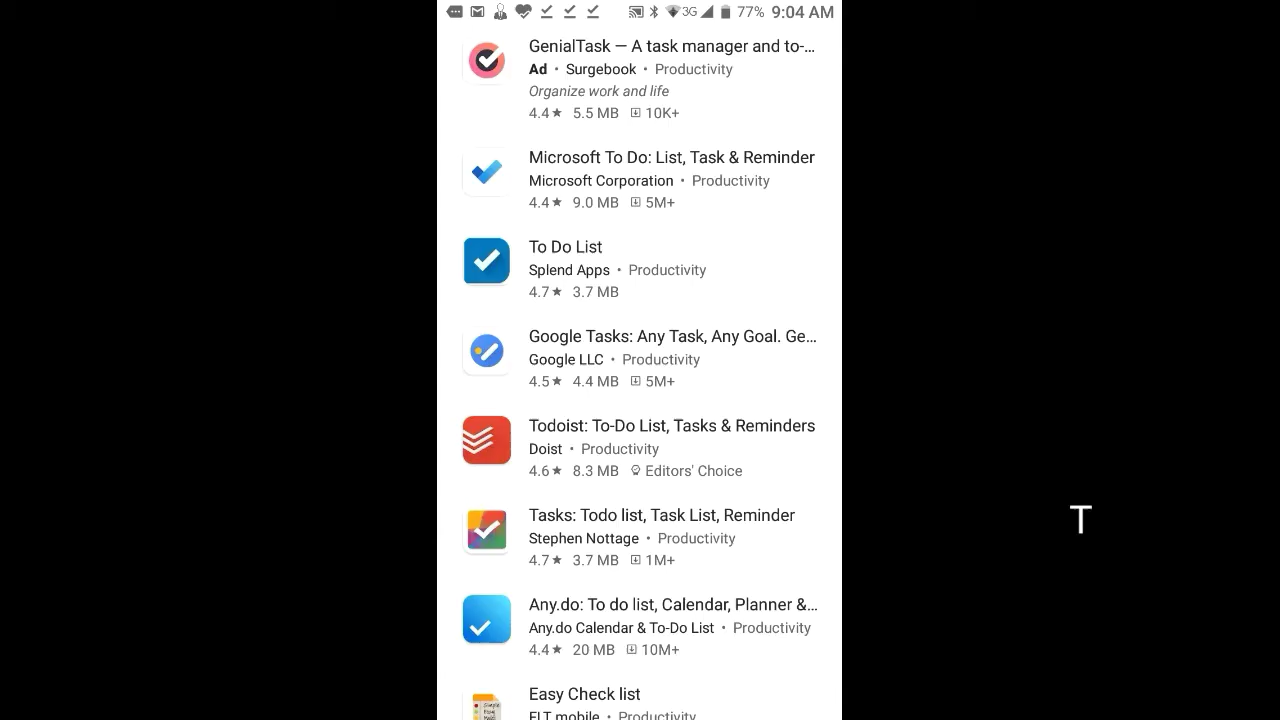 3G 77% 9:04 AM
GenialTask — A task manager and to-...
Ad • Surgebook • Productivity
Organize work and life
4.4★ 5.5 MB 10K+
Microsoft To Do: List, Task & Reminder
Microsoft Corporation • Productivity
4.4★ 9.0 MB 5M+
To Do List
Splend Apps • Productivity
4.7★ 3.7 MB
Google Tasks: Any Task, Any Goal. Ge...
Google LLC • Productivity
4.5★ 4.4 MB 5M+
Todoist: To-Do List, Tasks & Reminders
Doist • Productivity
4.6★ 8.3 MB Editors' Choice
Tasks: Todo list, Task List, Reminder
Stephen Nottage • Productivity
4.7★ 3.7 MB 1M+
T
Any.do: To do list, Calendar, Planner &...
Any.do Calendar & To-Do List • Productivity
4.4★ 20 MB 10M+
Easy Check list
ELT mobile • Productivity